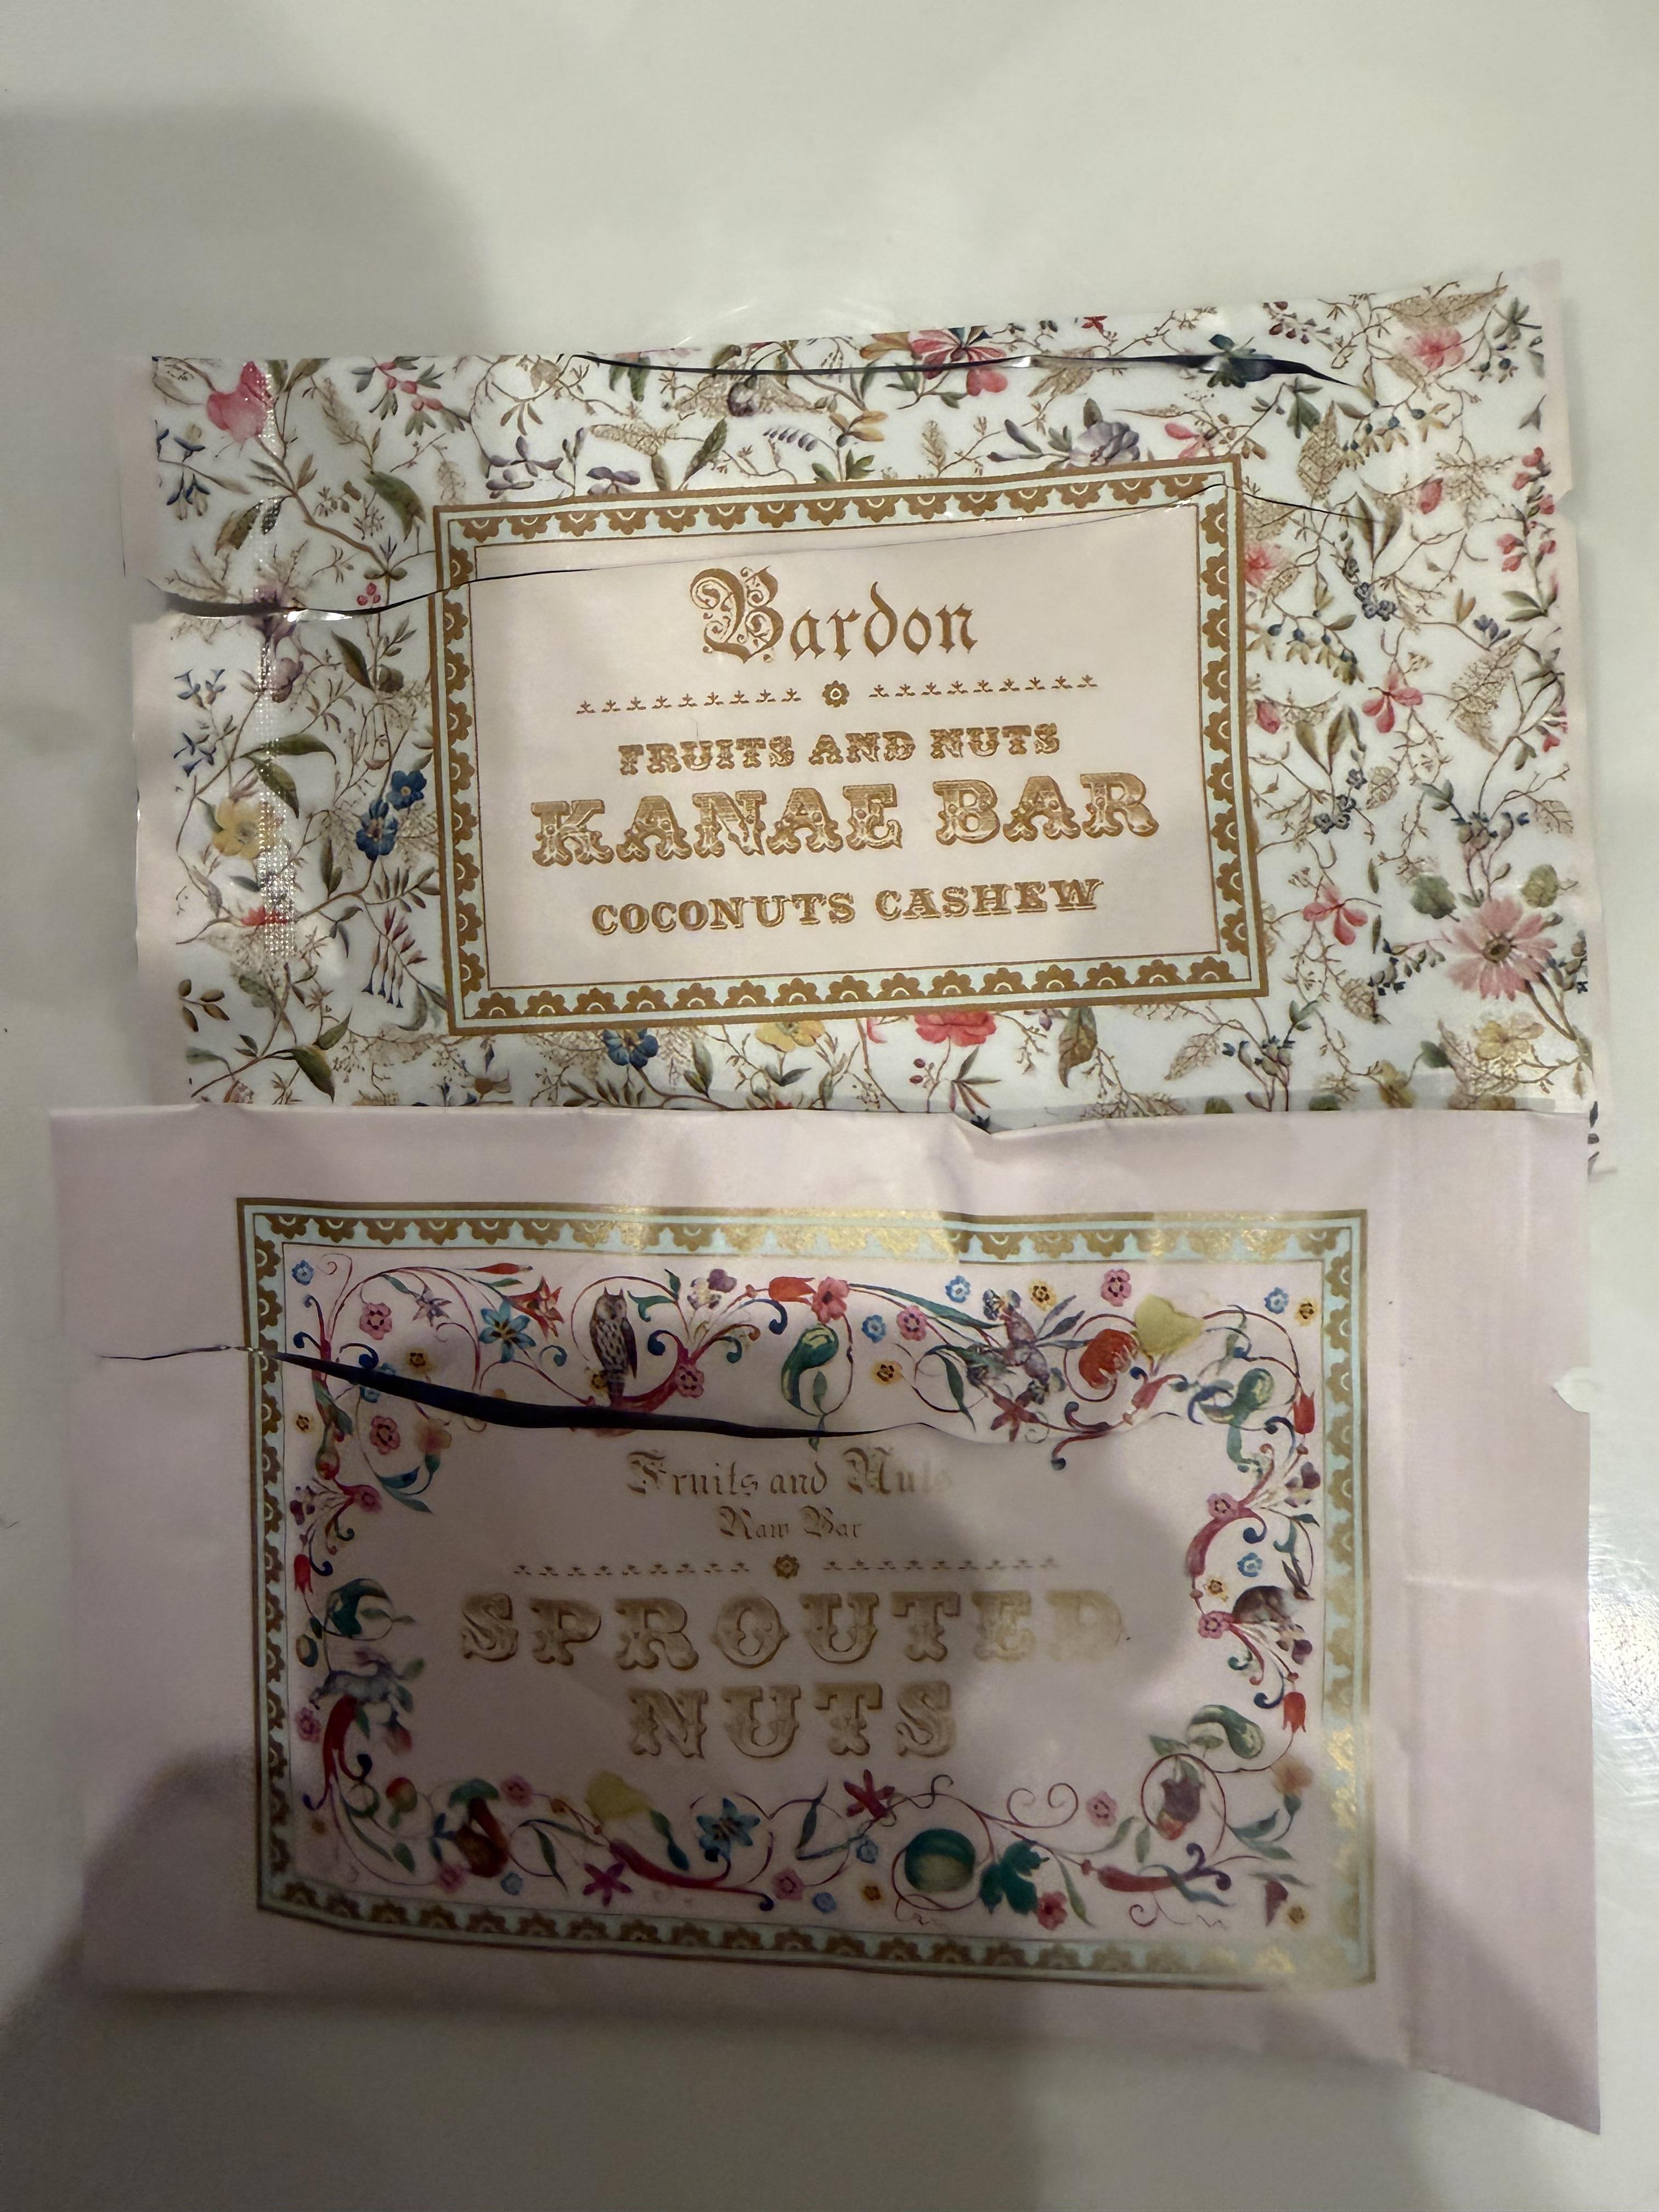 Bardon
FRUITS AND NUTS
KANAE BAR
COCONUTS CASHEW
Fruits and Nuts
Raw Bar
SPROUTED
NUTS